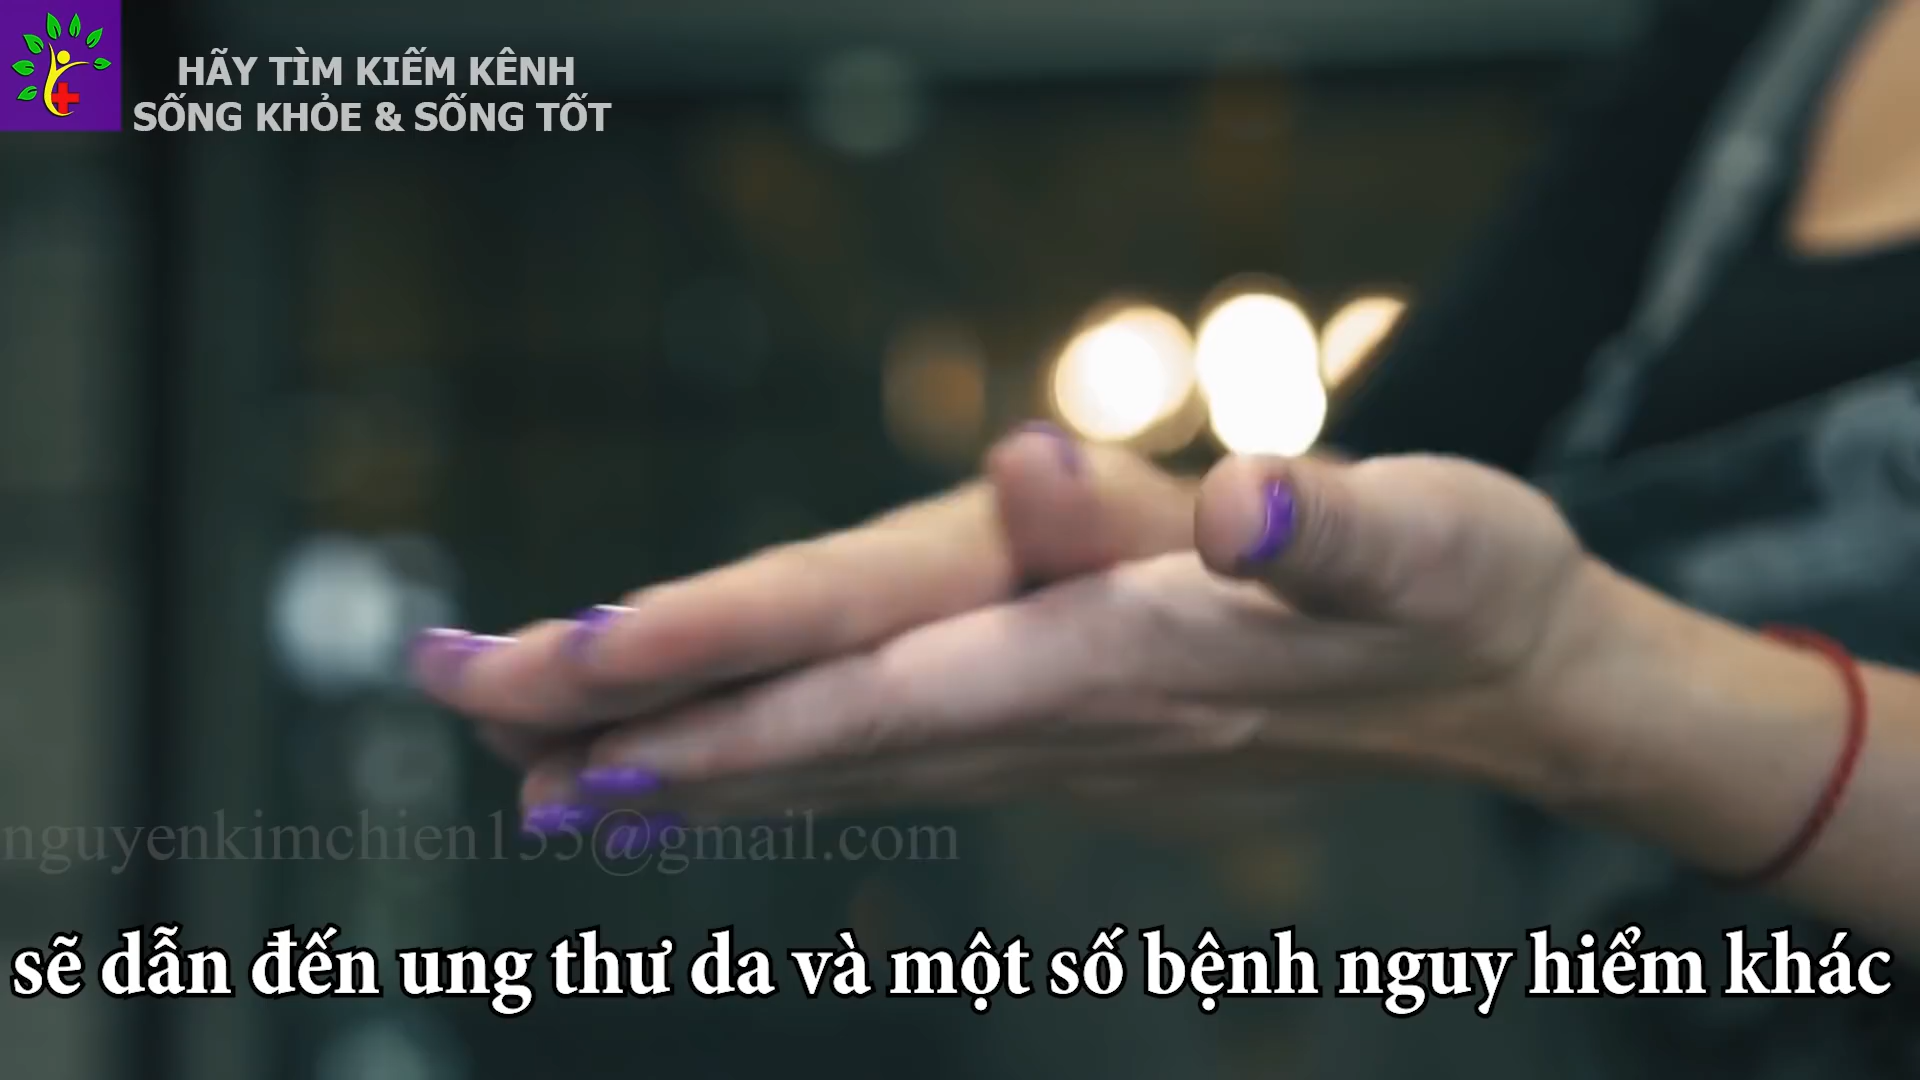 HÃY TÌM KIẾM KÊNH
SỐNG KHỎE & SỐNG TỐT
nguyenkimchien155@gmail.com
sẽ dẫn đến ung thư da và một số bệnh nguy hiểm khác